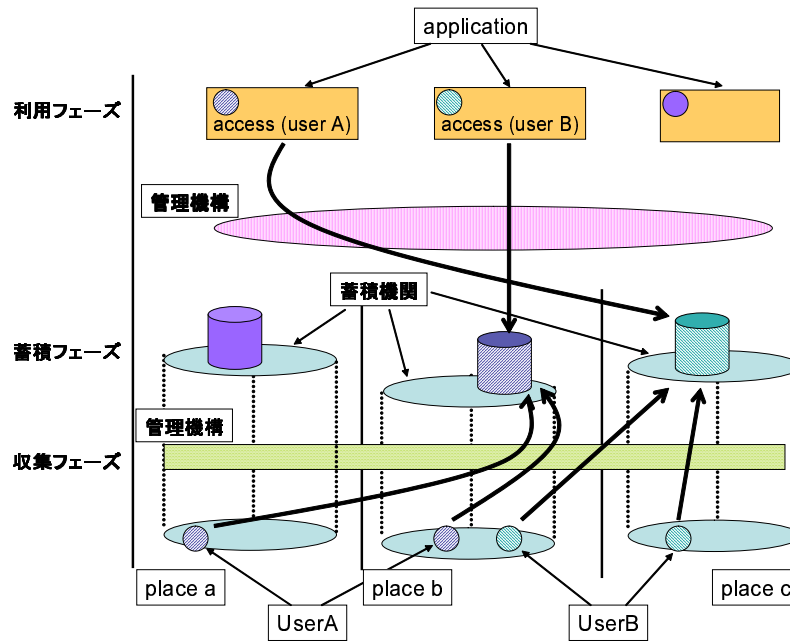 application
利用フェーズ
access (user A)
access (user B)
管理機構
蓄積機関
蓄積フェーズ
管理機構
収集フェーズ
place a
UserA
place b
UserB
place c